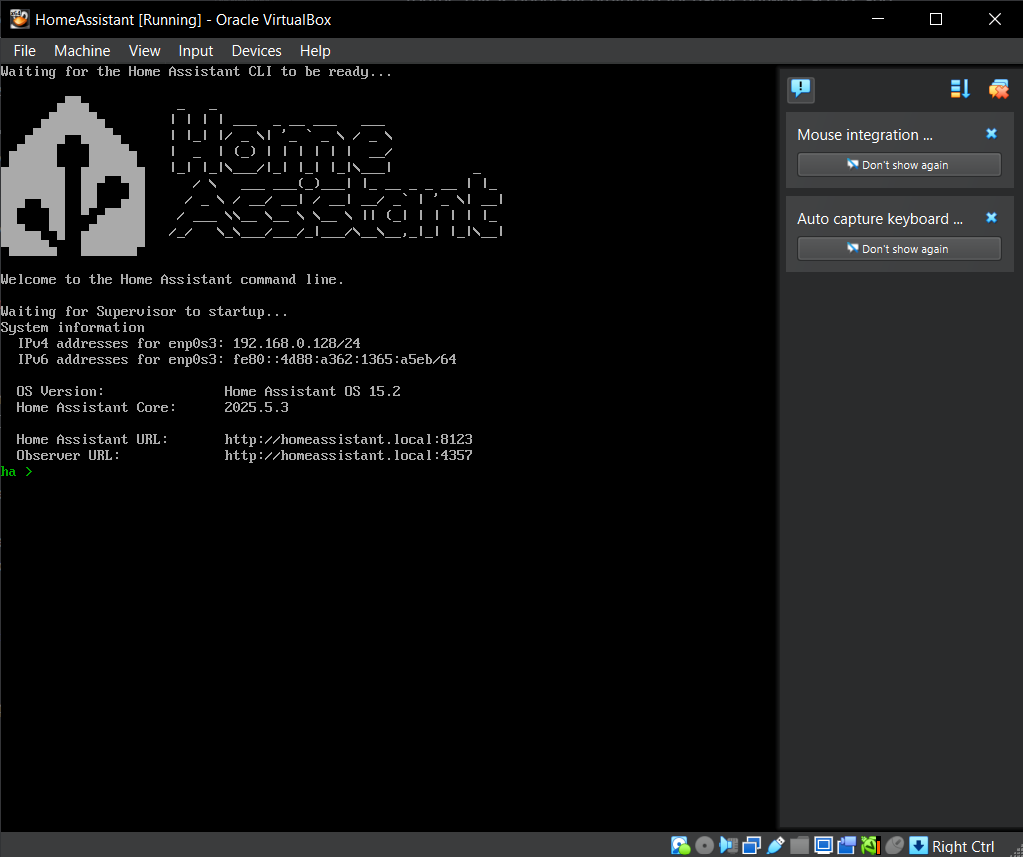 HomeAssistant [Running] - Oracle VirtualBox
File Machine View Input Devices Help
Waiting for the Home Assistant CLI to be ready...
Home
Assistant
Welcome to the Home Assistant command line.
Waiting for Supervisor to startup...
System information
IPv4 addresses for enp0s3: 192.168.0.128/24
IPv6 addresses for enp0s3: fe80::4d88:a362:1365:a5eb/64
OS Version: Home Assistant OS 15.2
Home Assistant Core: 2025.5.3
Home Assistant URL: http://homeassistant.local:8123
Observer URL: http://homeassistant.local:4357
ha >
Mouse integration ...
Don't show again
Auto capture keyboard ...
Don't show again
Right Ctrl